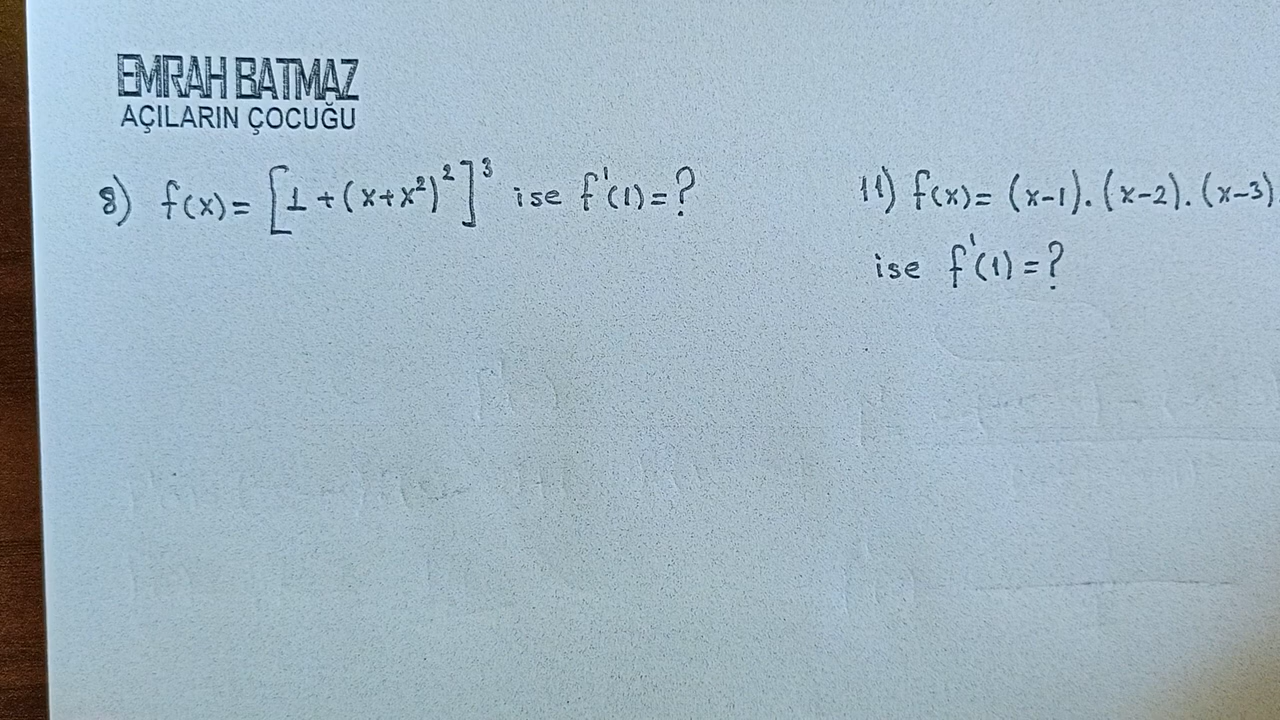 EMRAH BATMAZ
AÇILARIN ÇOCUĞU
8) f(x) = [1 + (x+x²)²]³ ise f'(1) = ?
11) f(x) = (x-1).(x-2).(x-3).
ise f'(1) = ?